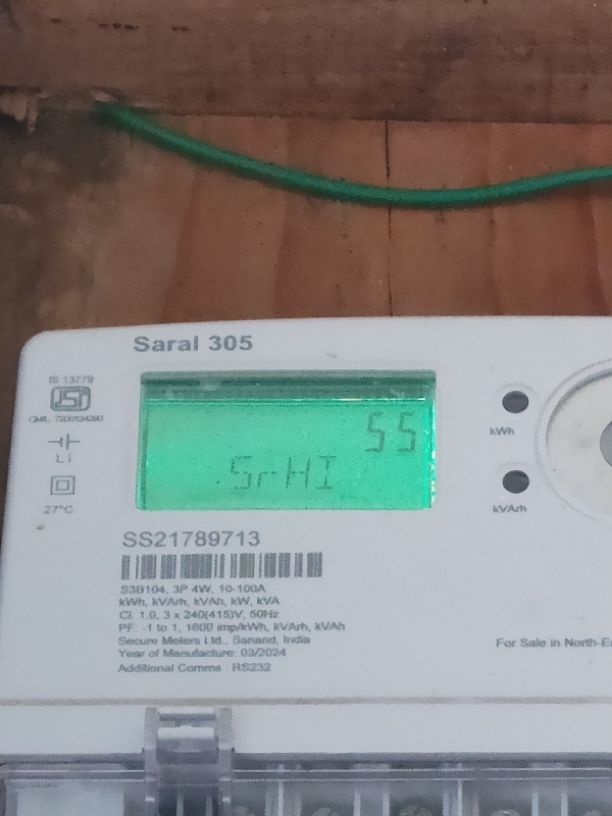 Saral 305
IS 13779
ISI
Li
27°C
55
SrHI
kWh
kVArh
SS21789713
S3B104, 3P 4W, 10-100A
kWh, kVArh, kVAh, kW, kVA
Cl. 1.0, 3 x 240(415)V, 50Hz
PF: -1 to 1, 1600 imp/kWh, kVArh, kVAh
Secure Meters Ltd., Sanand, India
Year of Manufacture: 03/2024
Additional Comms : RS232
For Sale in North-E